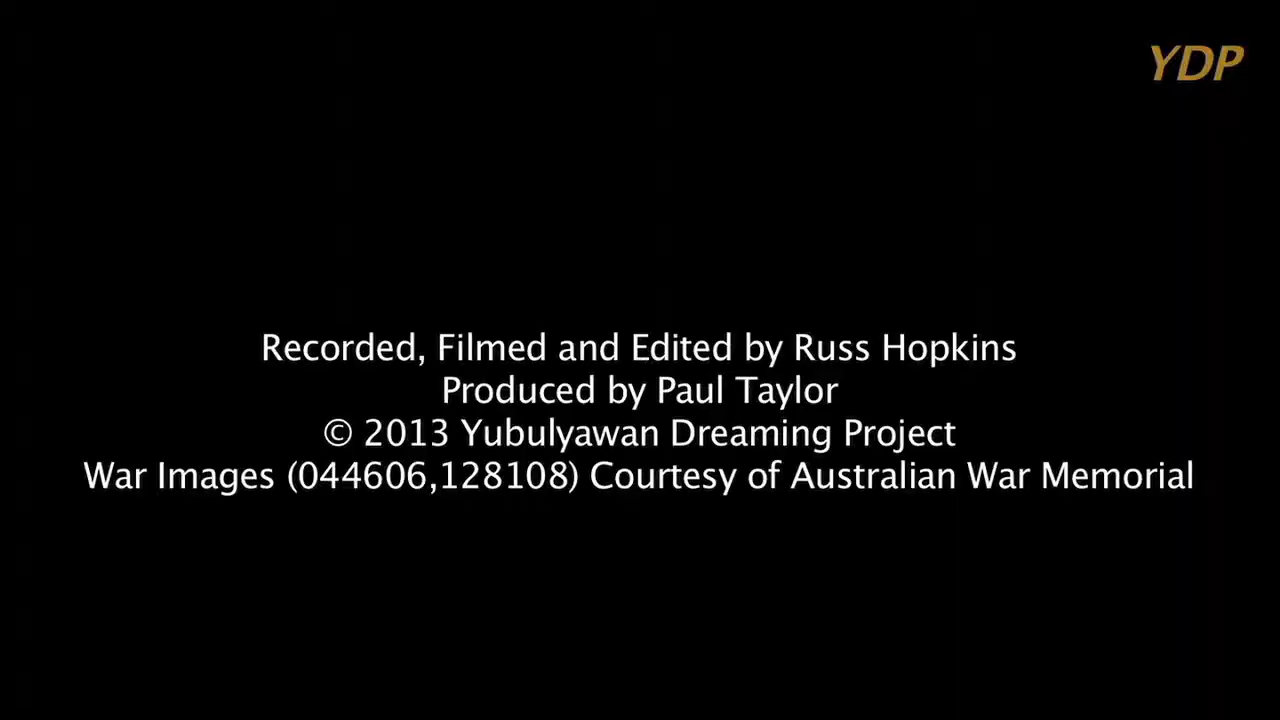 YDP
Recorded, Filmed and Edited by Russ Hopkins
Produced by Paul Taylor
© 2013 Yubulyawan Dreaming Project
War Images (044606,128108) Courtesy of Australian War Memorial